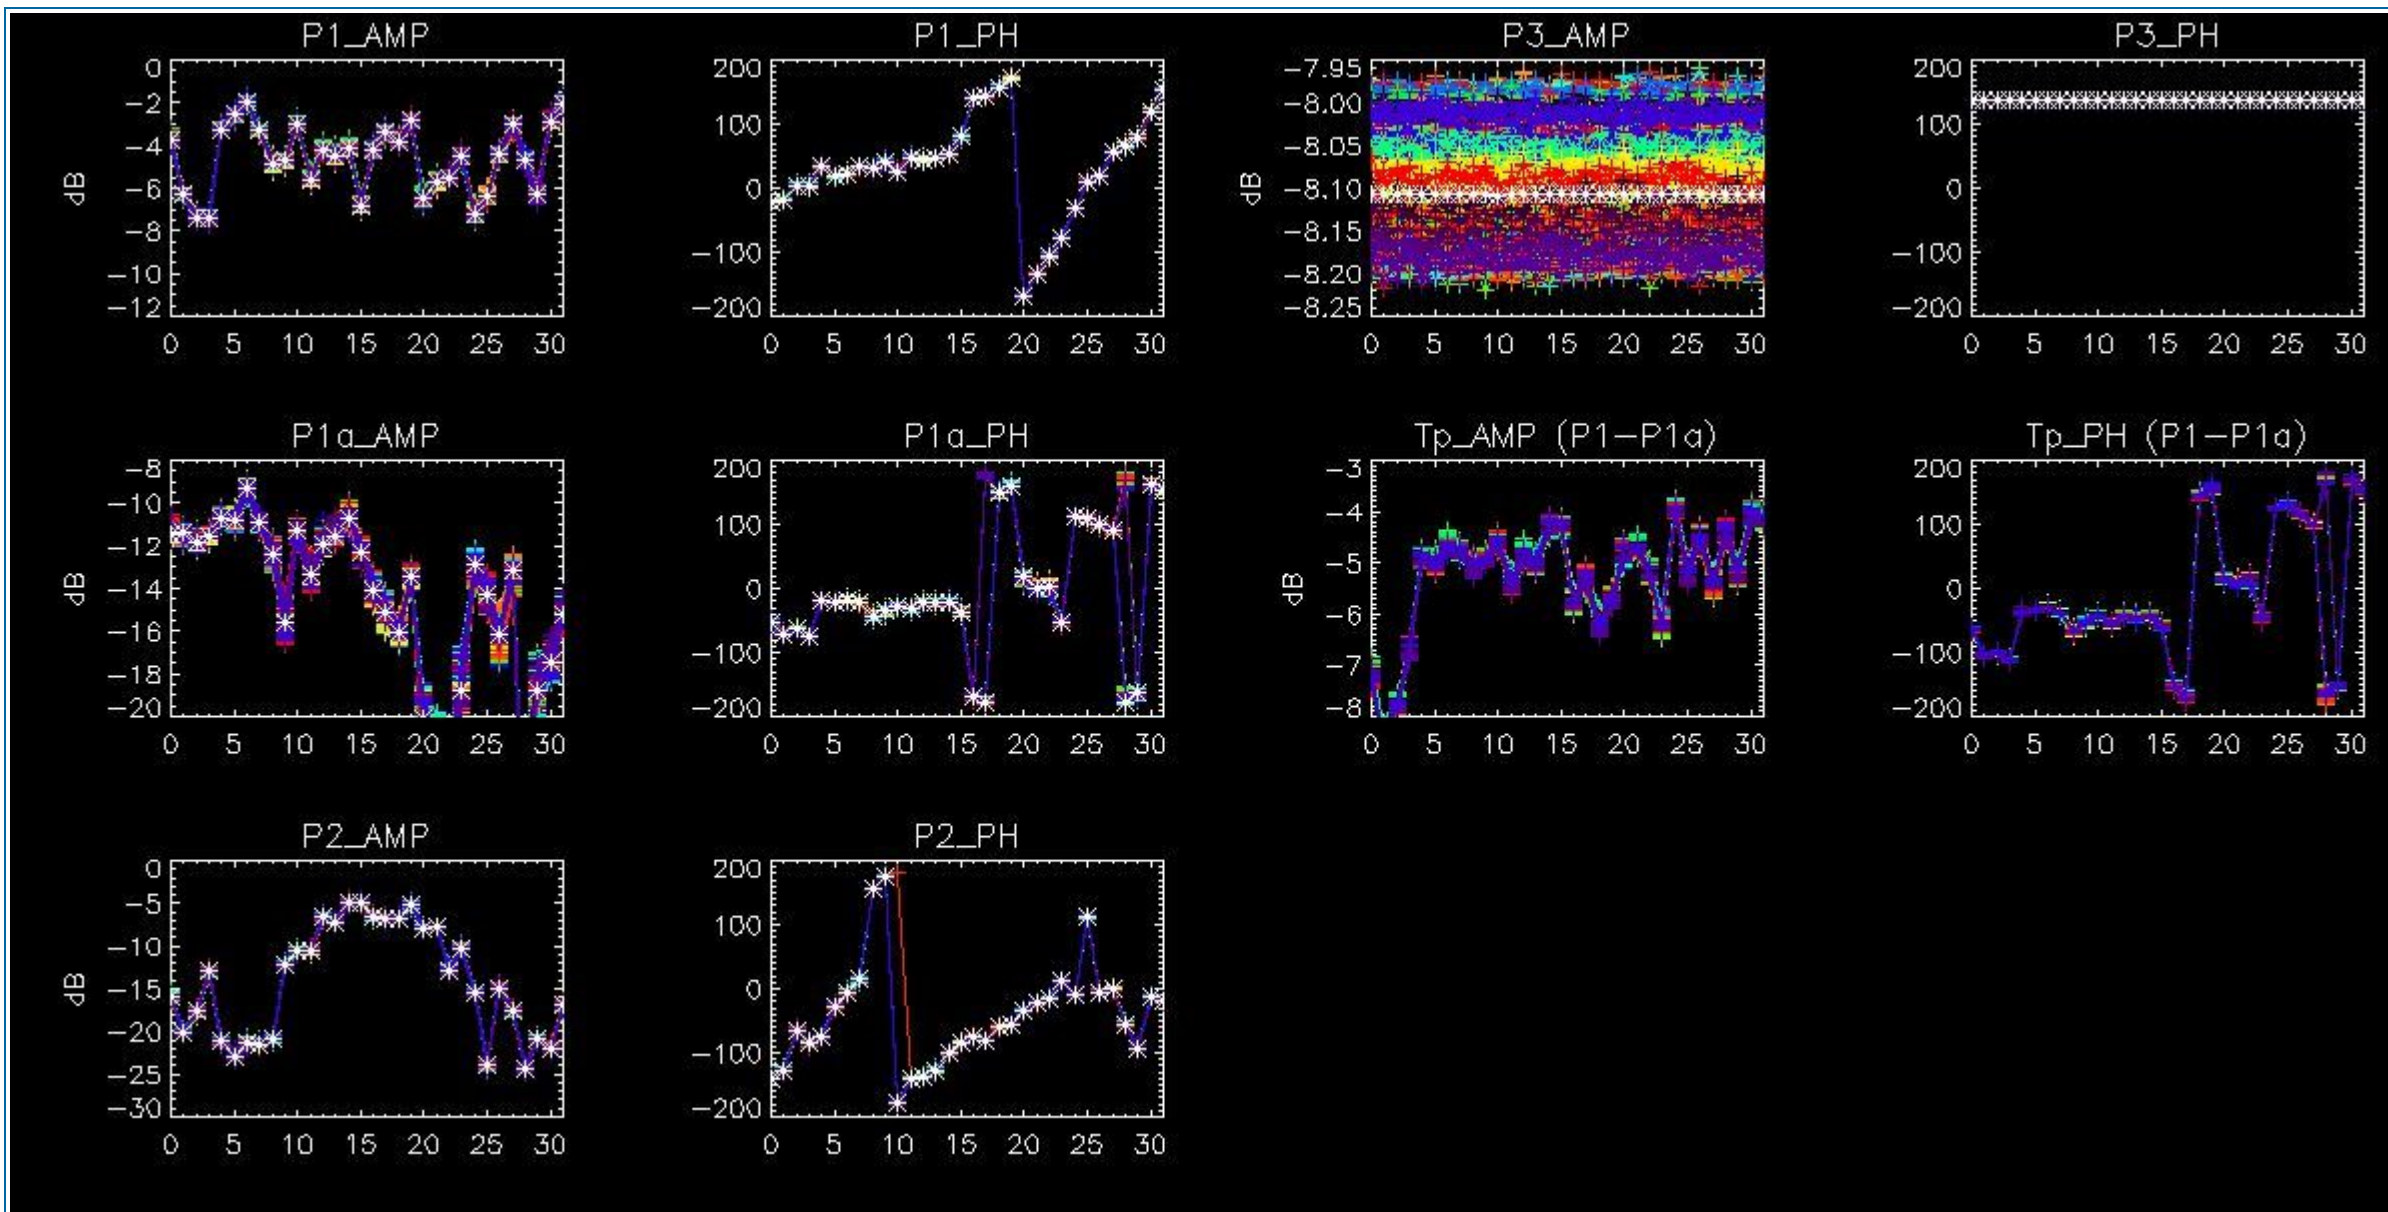 P1_AMP
P1_PH
P3_AMP
P3_PH
0
−2
−4
−6
−8
−10
−12
dB
0 5 10 15 20 25 30
200
100
0
−100
−200
0 5 10 15 20 25 30
−7.95
−8.00
−8.05
−8.10
−8.15
−8.20
−8.25
dB
0 5 10 15 20 25 30
200
100
0
−100
−200
0 5 10 15 20 25 30
P1a_AMP
P1a_PH
Tp_AMP (P1−P1a)
Tp_PH (P1−P1a)
−8
−10
−12
−14
−16
−18
−20
dB
0 5 10 15 20 25 30
200
100
0
−100
−200
0 5 10 15 20 25 30
−3
−4
−5
−6
−7
−8
dB
0 5 10 15 20 25 30
200
100
0
−100
−200
0 5 10 15 20 25 30
P2_AMP
P2_PH
0
−5
−10
−15
−20
−25
−30
dB
0 5 10 15 20 25 30
200
100
0
−100
−200
0 5 10 15 20 25 30